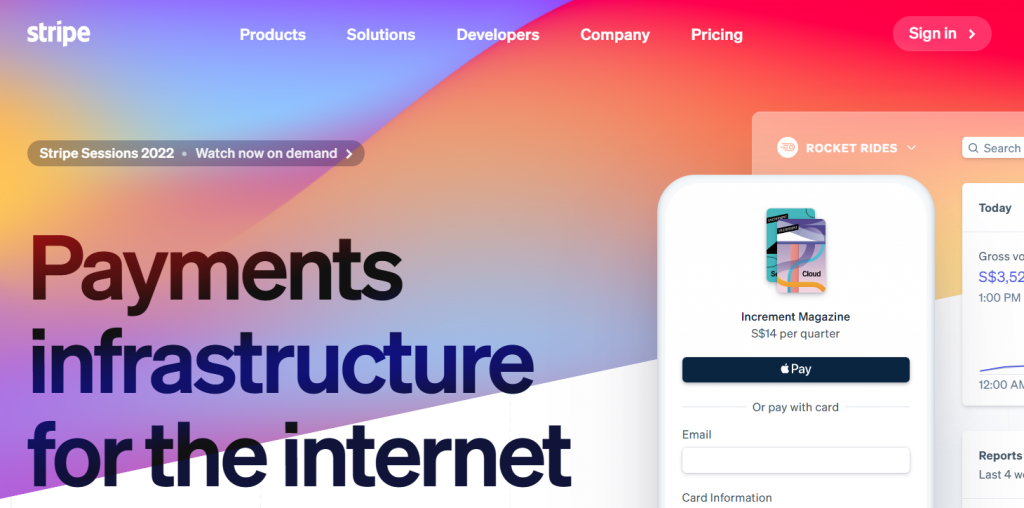 stripe
Products Solutions Developers Company Pricing
Sign in
Stripe Sessions 2022 • Watch now on demand
Payments
infrastructure
for the internet
ROCKET RIDES
Search
Today
Gross
S$3,52
1:00 PM
12:00 AM
Reports
Last 4
Cloud
Increment Magazine
S$14 per quarter
Pay
Or pay with card
Email
Card Information